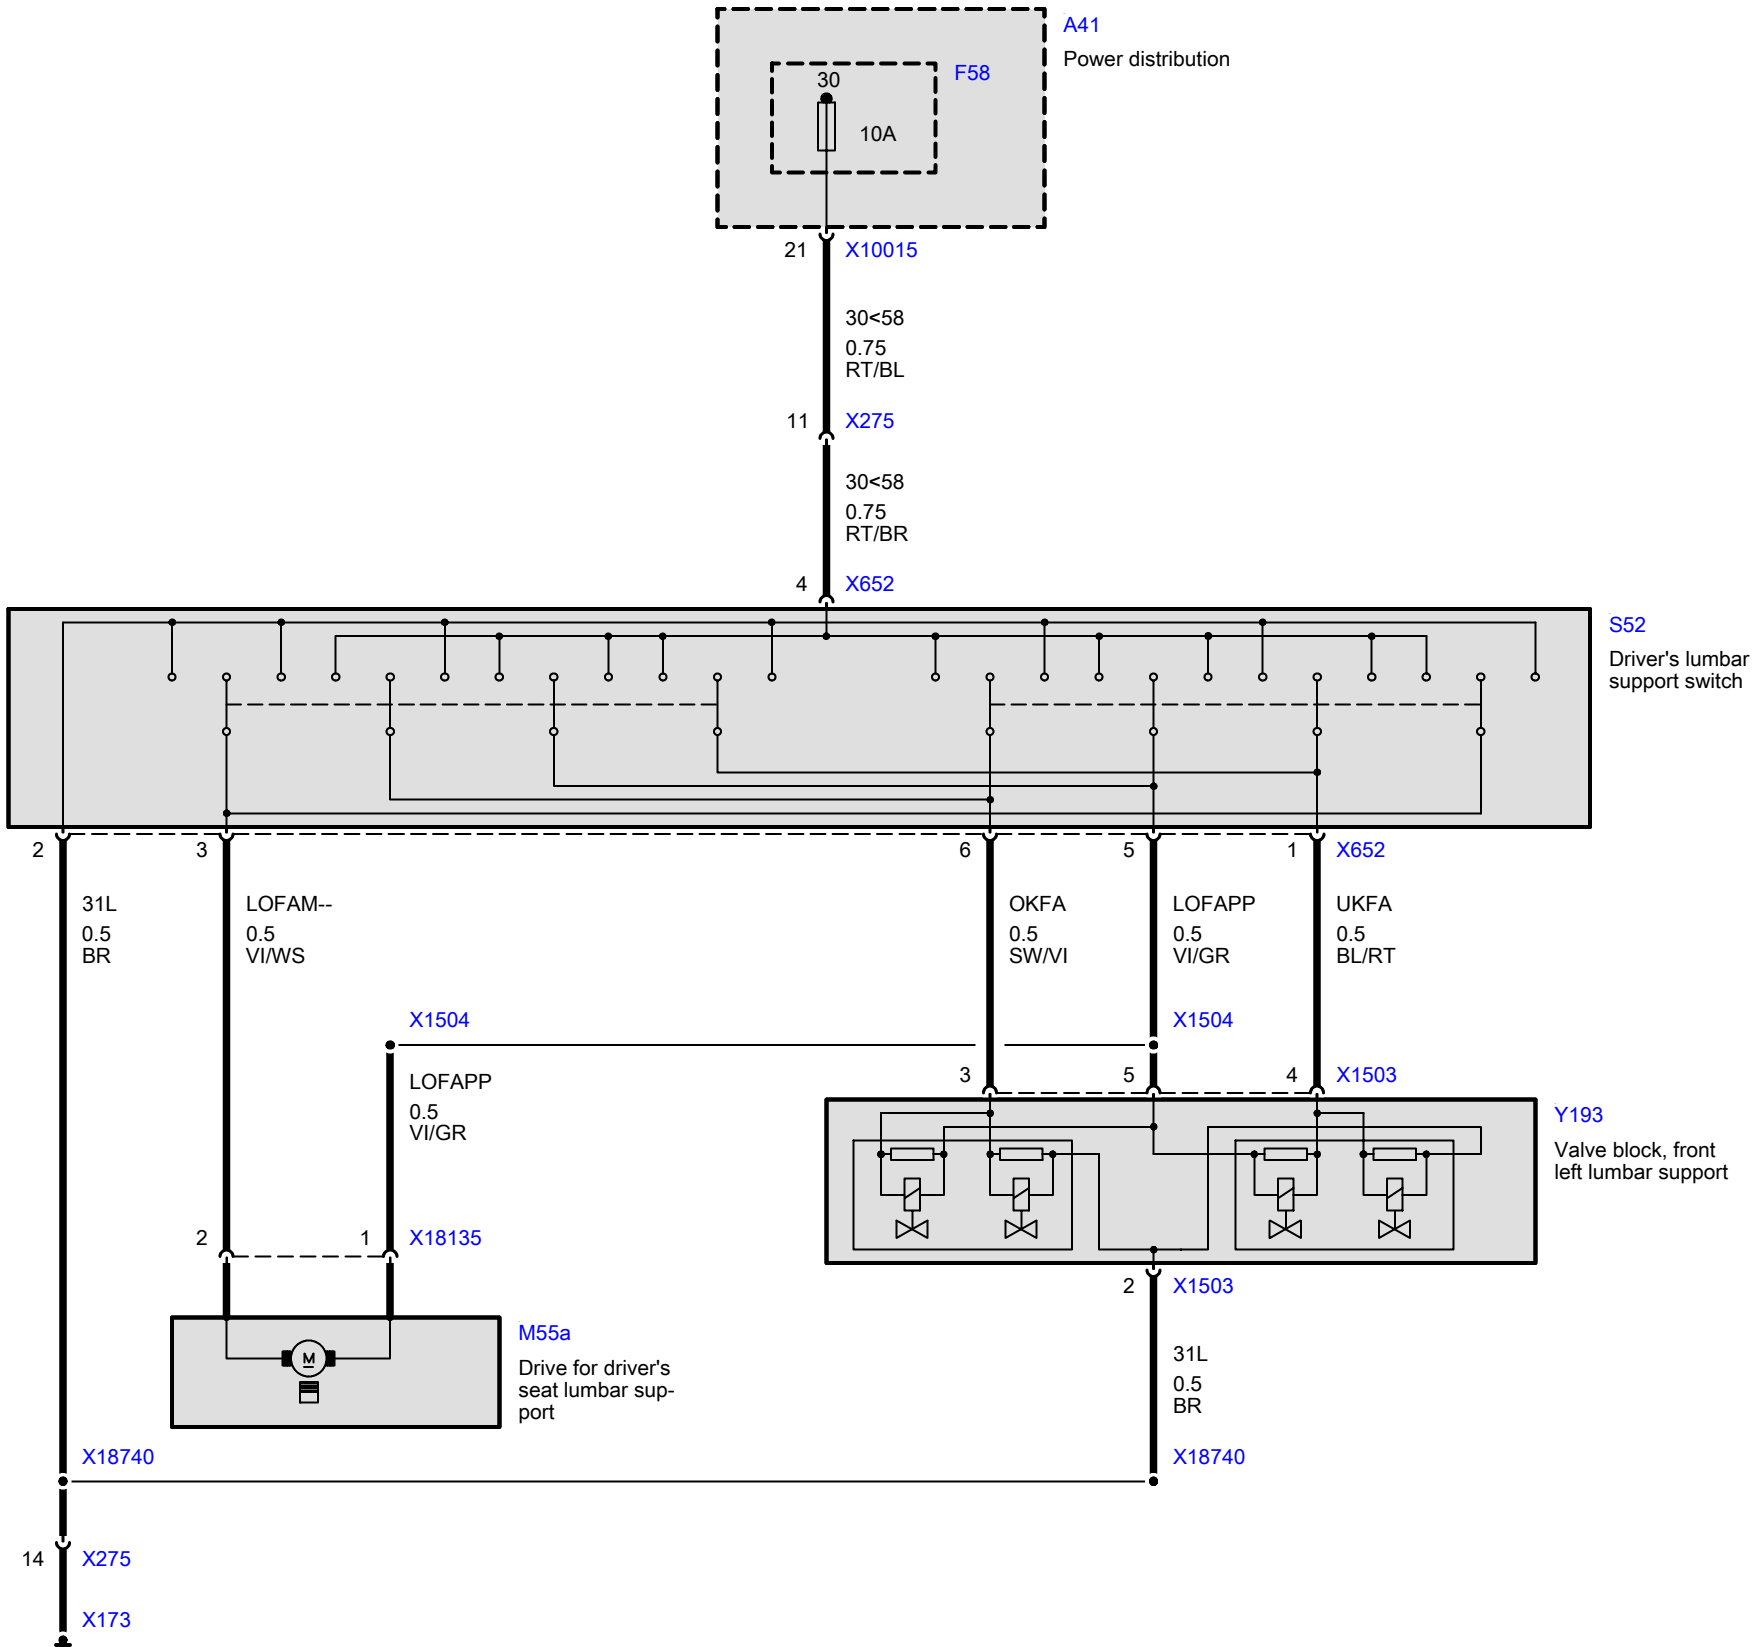 A41
Power distribution
F58
30
10A
21 X10015
30<58
0.75
RT/BL
11 X275
30<58
0.75
RT/BR
4 X652
S52
Driver's lumbar
support switch
2 3 6 5 1 X652
31L
0.5
BR
LOFAM--
0.5
VI/WS
OKFA
0.5
SW/VI
LOFAPP
0.5
VI/GR
UKFA
0.5
BL/RT
X1504 X1504
LOFAPP
0.5
VI/GR
3 5 4 X1503
Y193
Valve block, front
left lumbar support
2 1 X18135
2 X1503
M55a
Drive for driver's
seat lumbar sup-
port
M
31L
0.5
BR
X18740 X18740
14 X275
X173